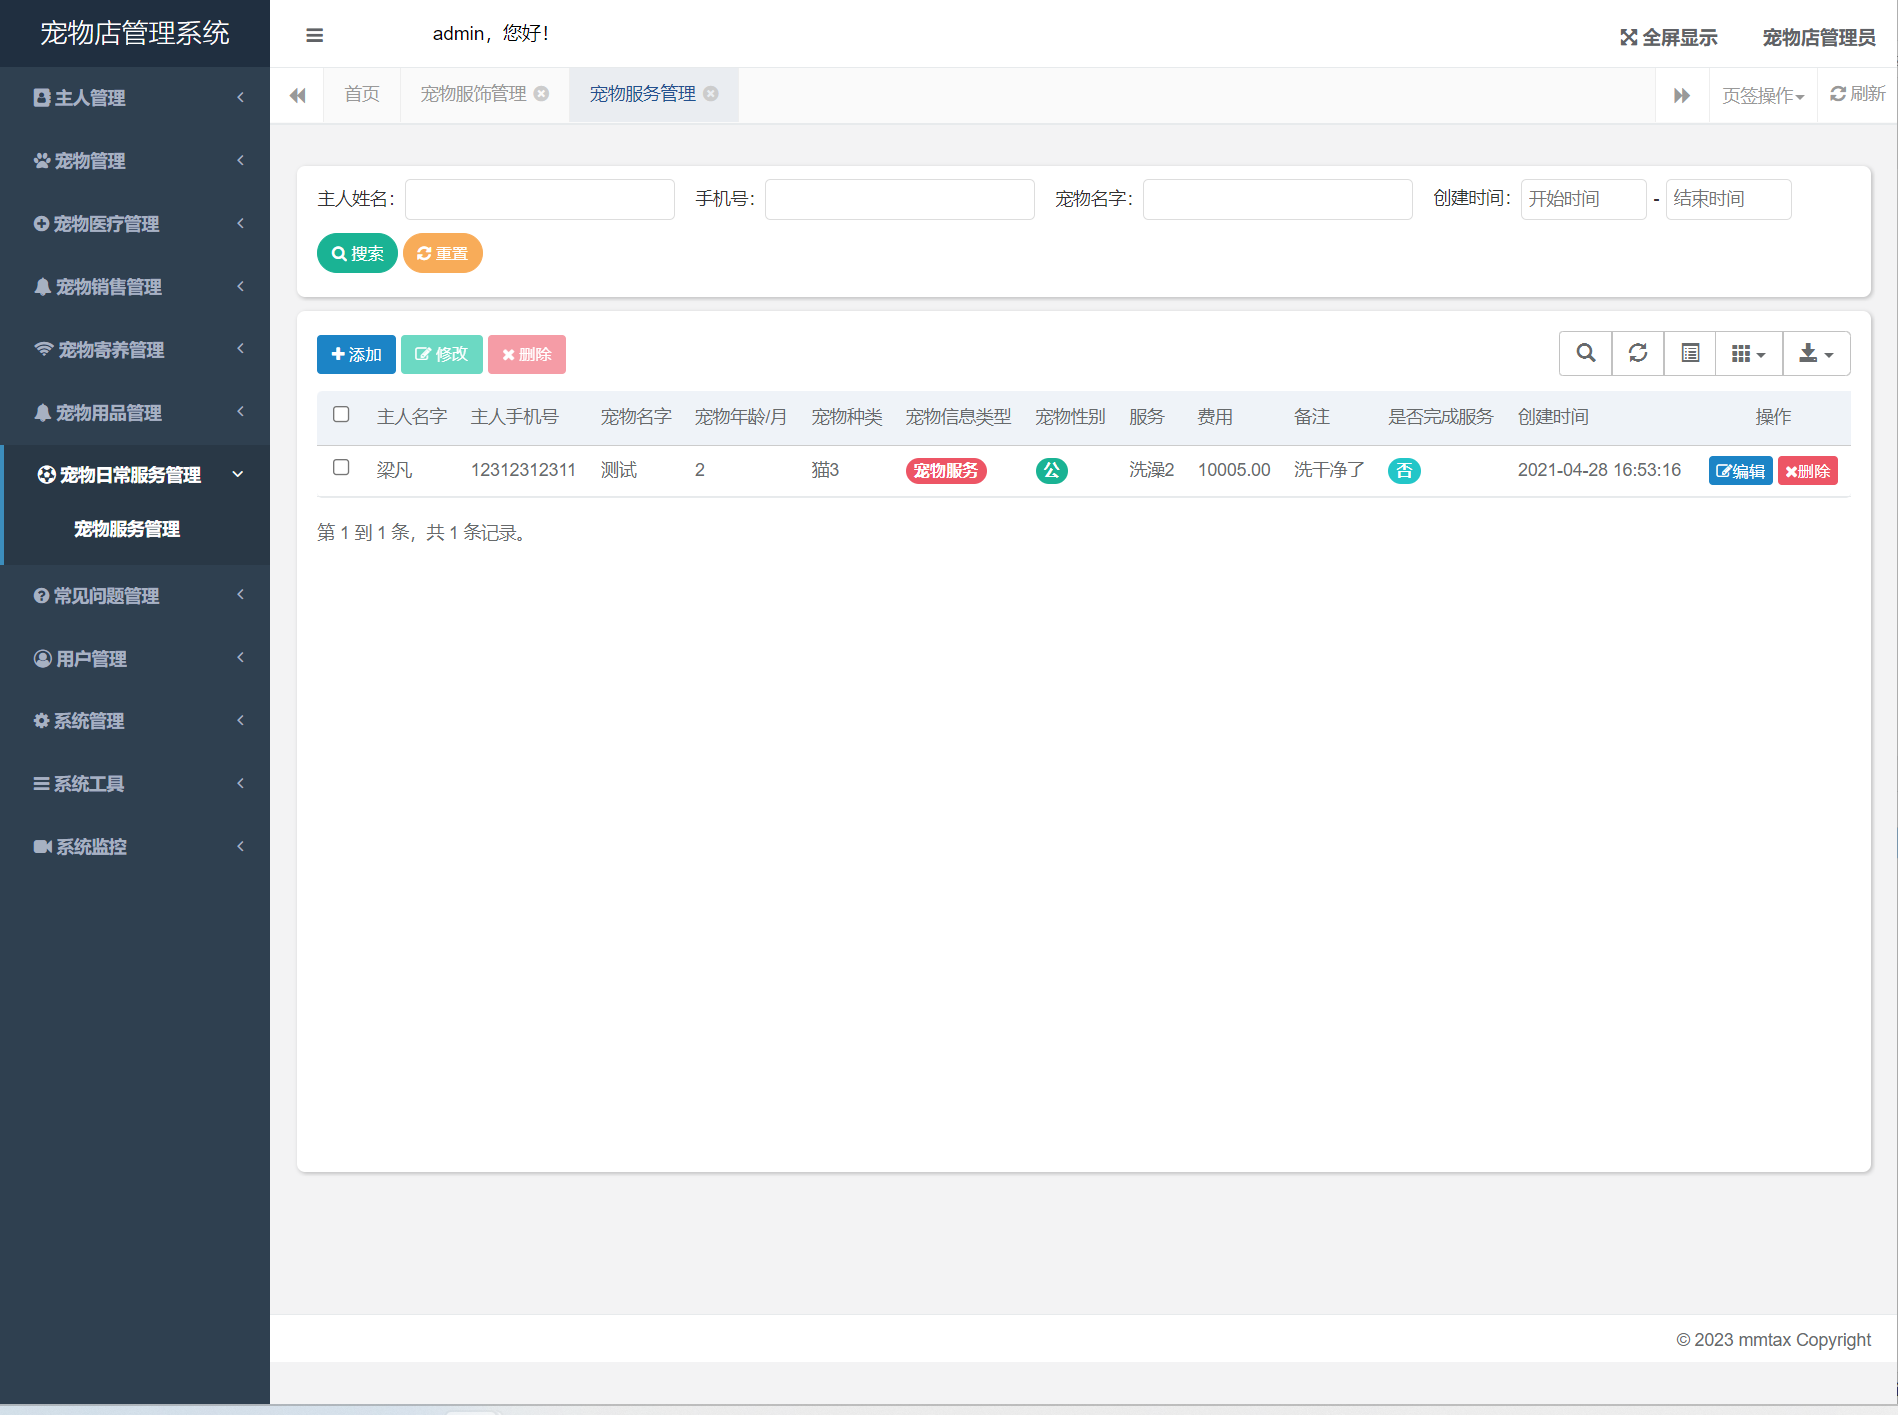 宠物店管理系统
admin，您好！
全屏显示
宠物店管理员
首页
宠物服饰管理
宠物服务管理
页签操作
刷新
主人管理
宠物管理
宠物医疗管理
宠物销售管理
宠物寄养管理
宠物用品管理
宠物日常服务管理
宠物服务管理
常见问题管理
用户管理
系统管理
系统工具
系统监控
主人姓名： 手机号： 宠物名字： 创建时间： 开始时间 - 结束时间
搜索 重置
添加 修改 删除
主人名字 主人手机号 宠物名字 宠物年龄/月 宠物种类 宠物信息类型 宠物性别 服务 费用 备注 是否完成服务 创建时间 操作
梁凡 12312312311 测试 2 猫3 宠物服务 公 洗澡2 10005.00 洗干净了 否 2021-04-28 16:53:16 编辑 删除
第 1 到 1 条，共 1 条记录。
© 2023 mmtax Copyright